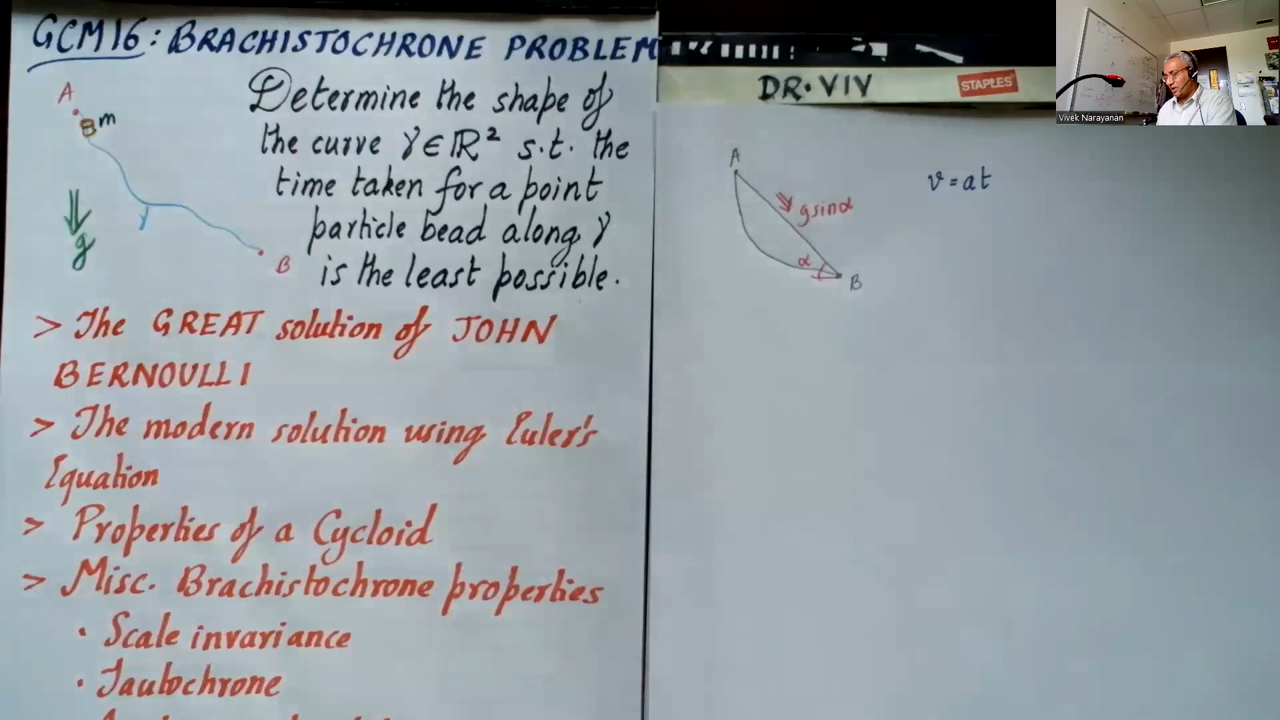 GCM16: BRACHISTOCHRONE PROBLEM
A
m
g
γ
B
Determine the shape of
the curve γ∈ℝ² s.t. the
time taken for a point
particle bead along γ
is the least possible.
> The GREAT solution of JOHN
BERNOULLI
> The modern solution using Euler's
Equation
> Properties of a Cycloid
> Misc. Brachistochrone properties
· Scale invariance
· Tautochrone
DR·VIV
STAPLES
A
g sinα
α
B
v = at
Vivek Narayanan